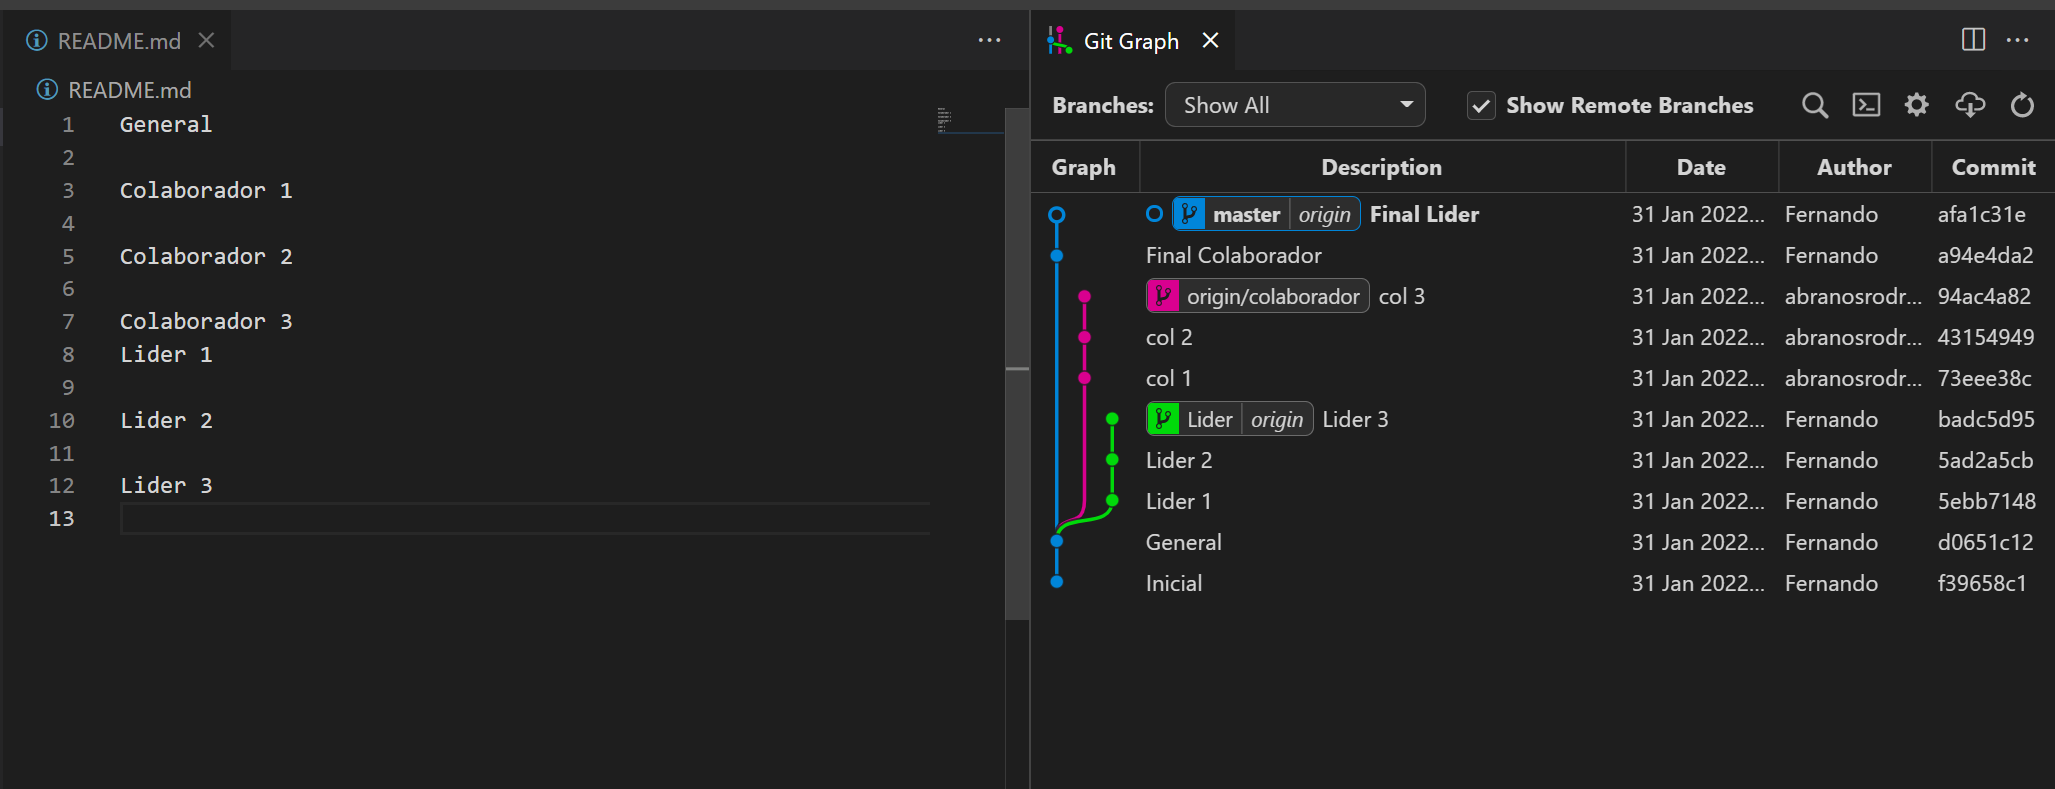 README.md
README.md
1 General
2
3 Colaborador 1
4
5 Colaborador 2
6
7 Colaborador 3
8 Lider 1
9
10 Lider 2
11
12 Lider 3
13
Git Graph
Branches: Show All Show Remote Branches
Graph Description Date Author Commit
master origin Final Lider 31 Jan 2022... Fernando afa1c31e
Final Colaborador 31 Jan 2022... Fernando a94e4da2
origin/colaborador col 3 31 Jan 2022... abranosrodr... 94ac4a82
col 2 31 Jan 2022... abranosrodr... 43154949
col 1 31 Jan 2022... abranosrodr... 73eee38c
Lider origin Lider 3 31 Jan 2022... Fernando badc5d95
Lider 2 31 Jan 2022... Fernando 5ad2a5cb
Lider 1 31 Jan 2022... Fernando 5ebb7148
General 31 Jan 2022... Fernando d0651c12
Inicial 31 Jan 2022... Fernando f39658c1